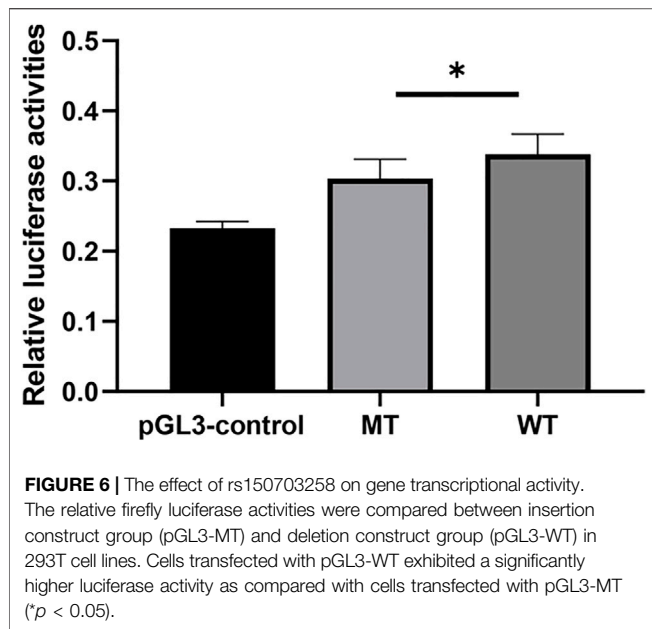 Relative luciferase activities
0.5
0.4
0.3
0.2
0.1
0.0
*
pGL3-control MT WT
FIGURE 6 | The effect of rs150703258 on gene transcriptional activity.
The relative firefly luciferase activities were compared between insertion
construct group (pGL3-MT) and deletion construct group (pGL3-WT) in
293T cell lines. Cells transfected with pGL3-WT exhibited a significantly
higher luciferase activity as compared with cells transfected with pGL3-MT
(*p < 0.05).